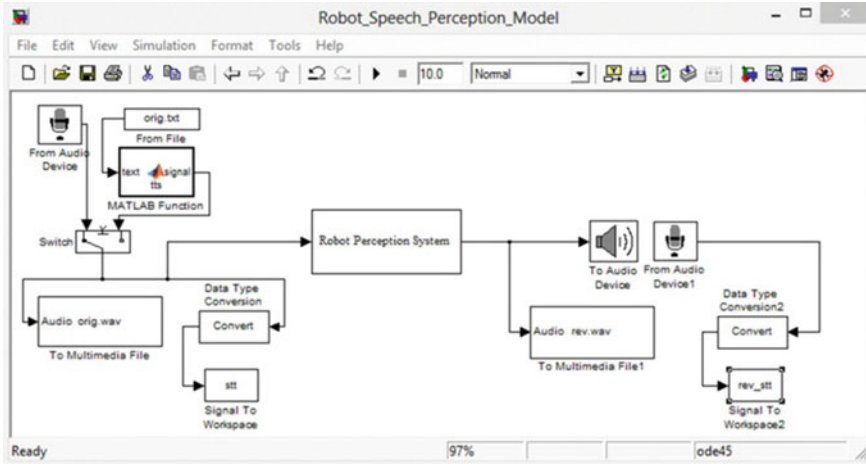 Robot_Speech_Perception_Model
File Edit View Simulation Format Tools Help
10.0 Normal
From Audio
Device
orig.txt
From File
text signal
tts
MATLAB Function
Switch
Robot Perception System
To Audio
Device
From Audio
Device1
Audio orig.wav
To Multimedia File
Data Type
Conversion
Convert
stt
Signal To
Workspace
Audio rev.wav
To Multimedia File1
Data Type
Conversion2
Convert
rev_stt
Signal To
Workspace2
Ready 97% ode45